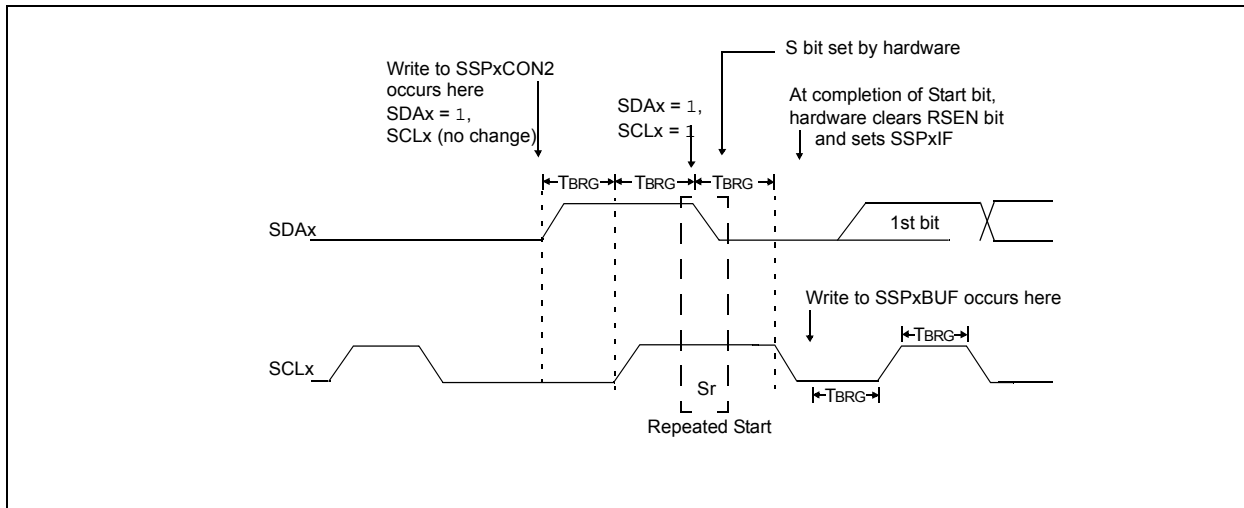 S bit set by hardware
Write to SSPxCON2
occurs here
SDAx = 1,
SCLx (no change)
SDAx = 1,
SCLx = 1
At completion of Start bit,
hardware clears RSEN bit
and sets SSPxIF
TBRG TBRG TBRG
SDAx
1st bit
Write to SSPxBUF occurs here
TBRG
SCLx
Sr
TBRG
Repeated Start